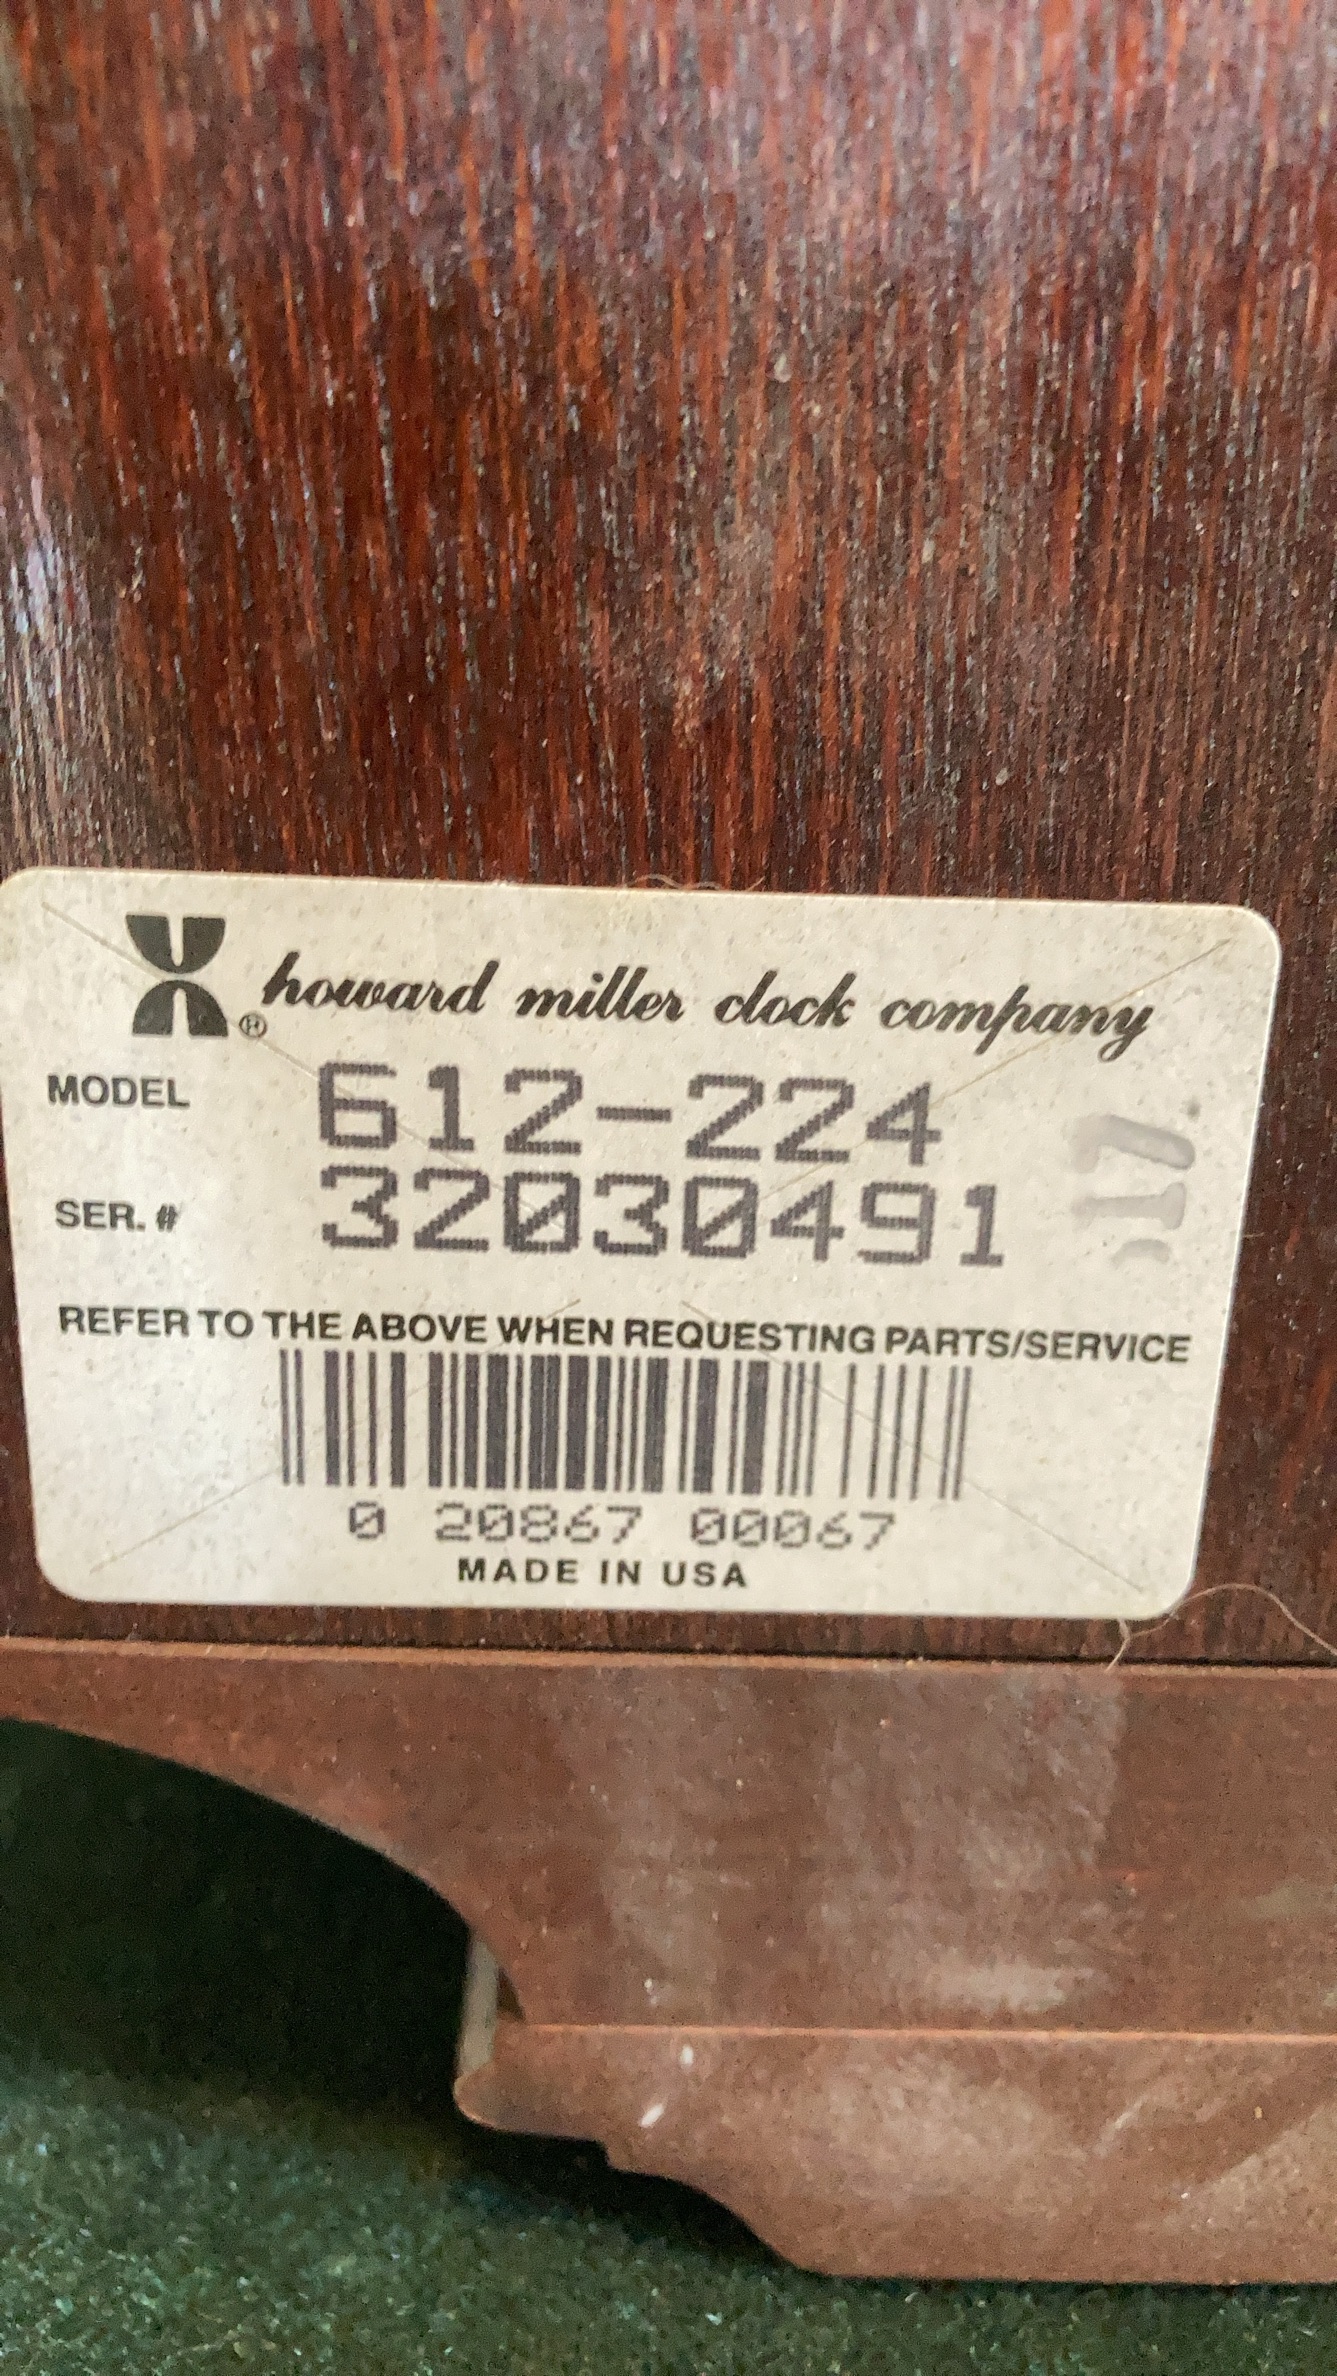 howard miller clock company
MODEL 612-224
SER. # 32030491
REFER TO THE ABOVE WHEN REQUESTING PARTS/SERVICE
0 20867 00067
MADE IN USA